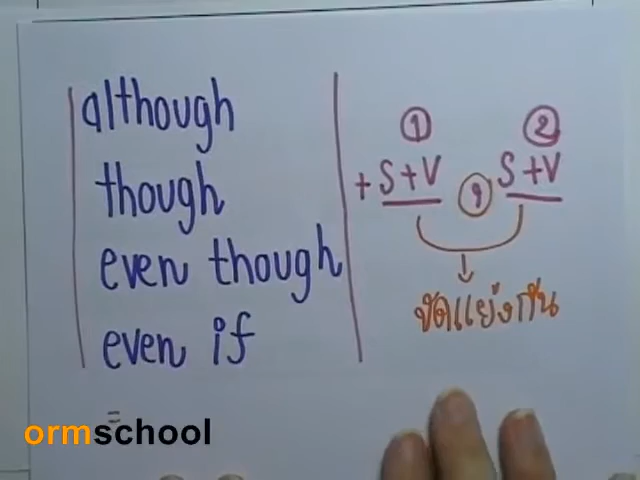 although
though
even though
even if
=
① ②
+ S+V , S+V
ขัดแย้งกัน
ormschool